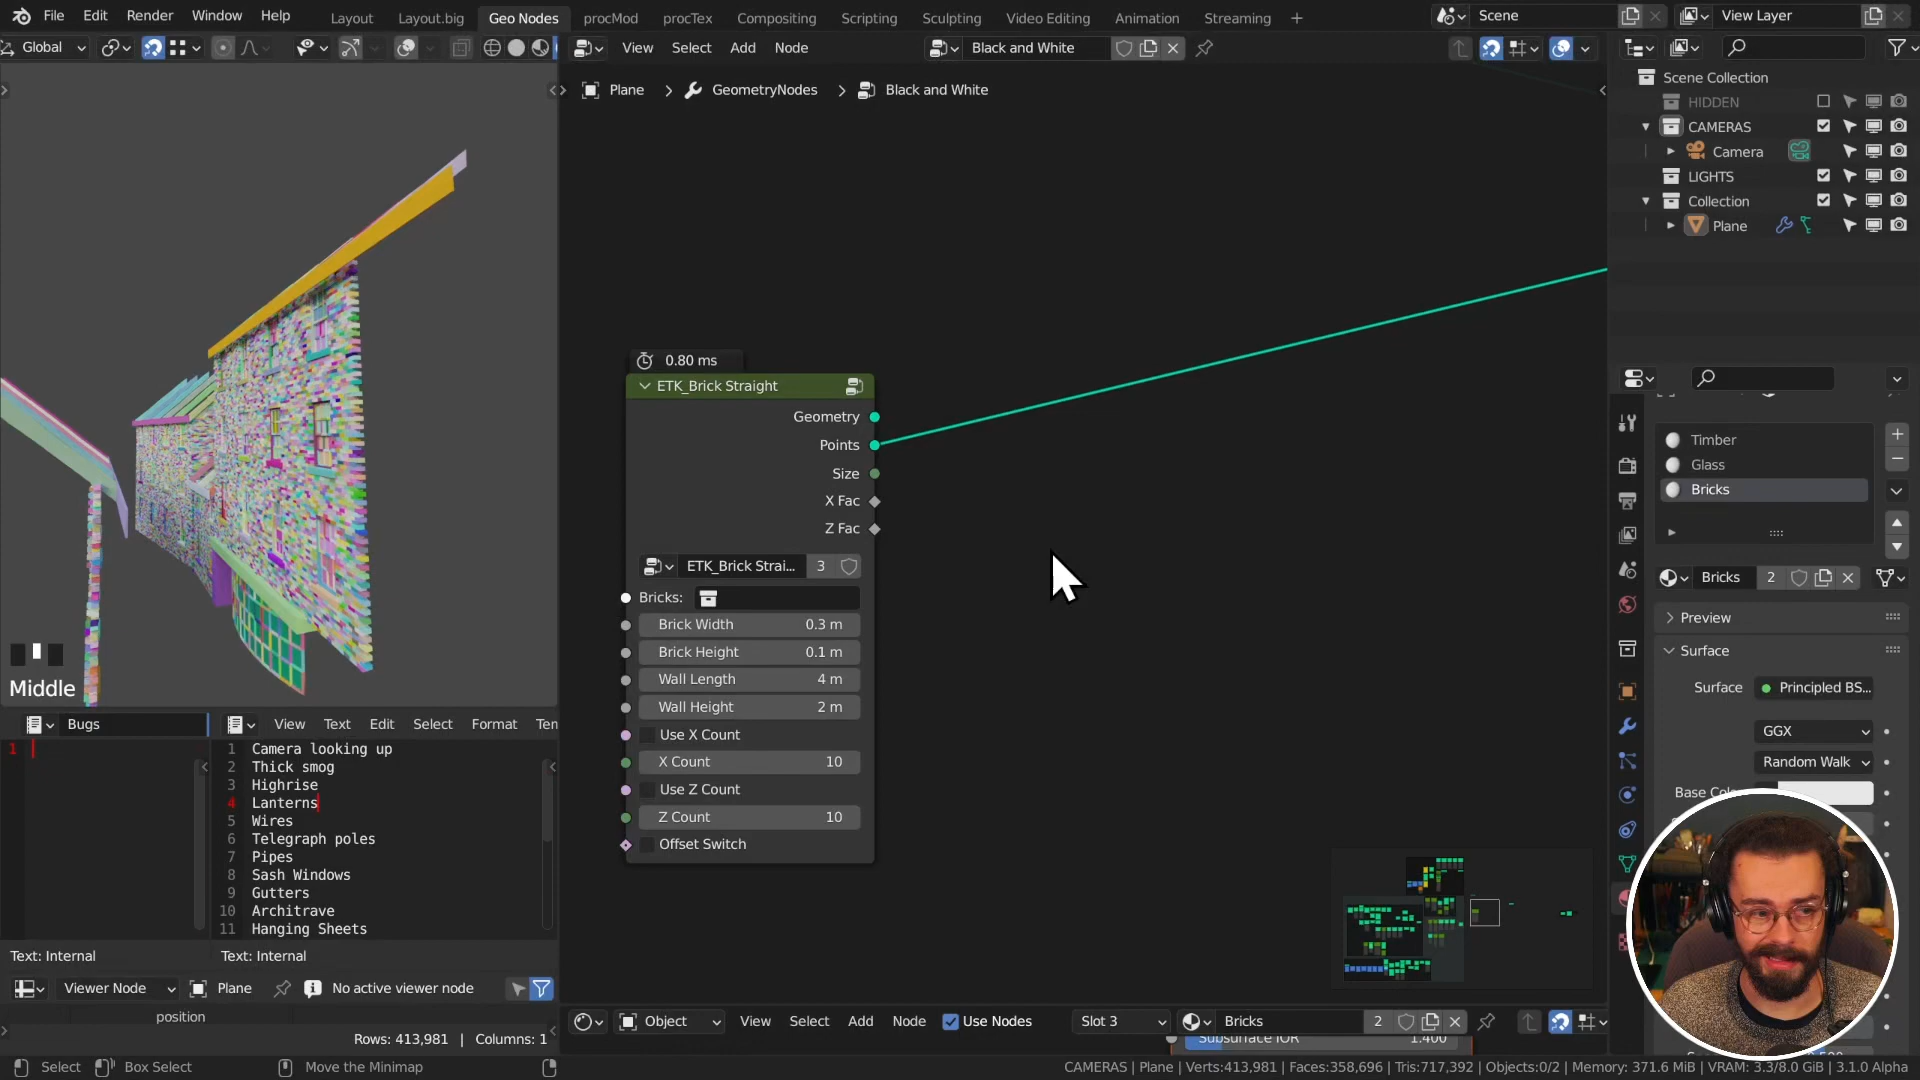 File Edit Render Window Help Layout Layout.big Geo Nodes procMod procTex Compositing Scripting Sculpting Video Editing Animation Streaming + Scene View Layer
Global View Select Add Node Black and White
Plane > GeometryNodes > Black and White
Scene Collection
HIDDEN
CAMERAS
Camera
LIGHTS
Collection
Plane
0.80 ms
ETK_Brick Straight
Geometry
Points
Size
X Fac
Z Fac
ETK_Brick Strai... 3
Bricks:
Brick Width 0.3 m
Brick Height 0.1 m
Wall Length 4 m
Wall Height 2 m
Use X Count
X Count 10
Use Z Count
Z Count 10
Offset Switch
Timber
Glass
Bricks
Bricks 2
Preview
Surface
Surface Principled BS...
GGX
Random Walk
Middle
Bugs View Text Edit Select Format
1
1 Camera looking up
2 Thick smog
3 Highrise
4 Lanterns
5 Wires
6 Telegraph poles
7 Pipes
8 Sash Windows
9 Gutters
10 Architrave
11 Hanging Sheets
Text: Internal Text: Internal
Viewer Node Plane No active viewer node
position
Rows: 413,981 | Columns: 1
Object View Select Add Node Use Nodes Slot 3 Bricks 2
Subsurface IOR 1.400
Select Box Select Move the Minimap CAMERAS | Plane | Verts:413,981 | Faces:358,696 | Tris:717,392 | Objects:0/2 | Memory: 371.6 MiB | VRAM: 3.3/8.0 GiB | 3.1.0 Alpha